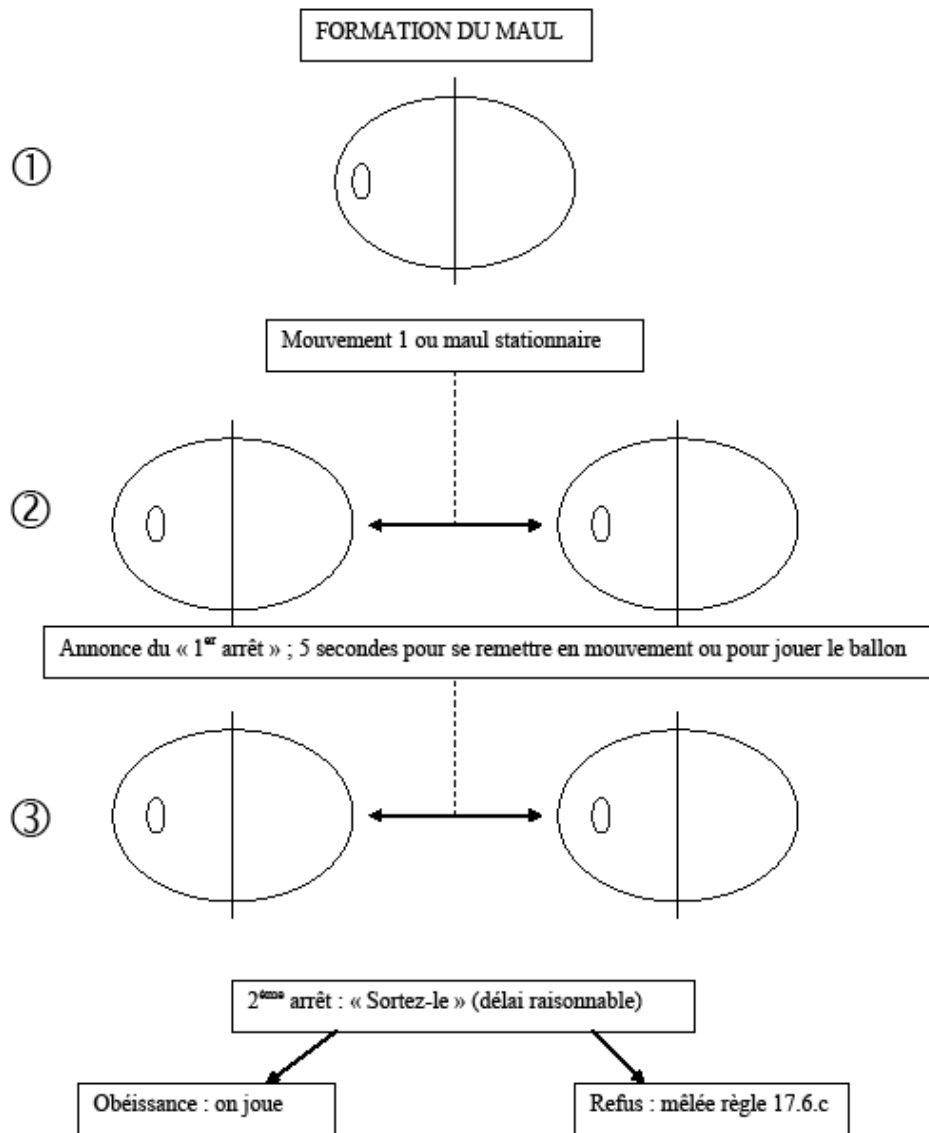 FORMATION DU MAUL
①
Mouvement 1 ou maul stationnaire
②
Annonce du « 1er arrêt » ; 5 secondes pour se remettre en mouvement ou pour jouer le ballon
③
2ème arrêt : « Sortez-le » (délai raisonnable)
Obéissance : on joue
Refus : mêlée règle 17.6.c